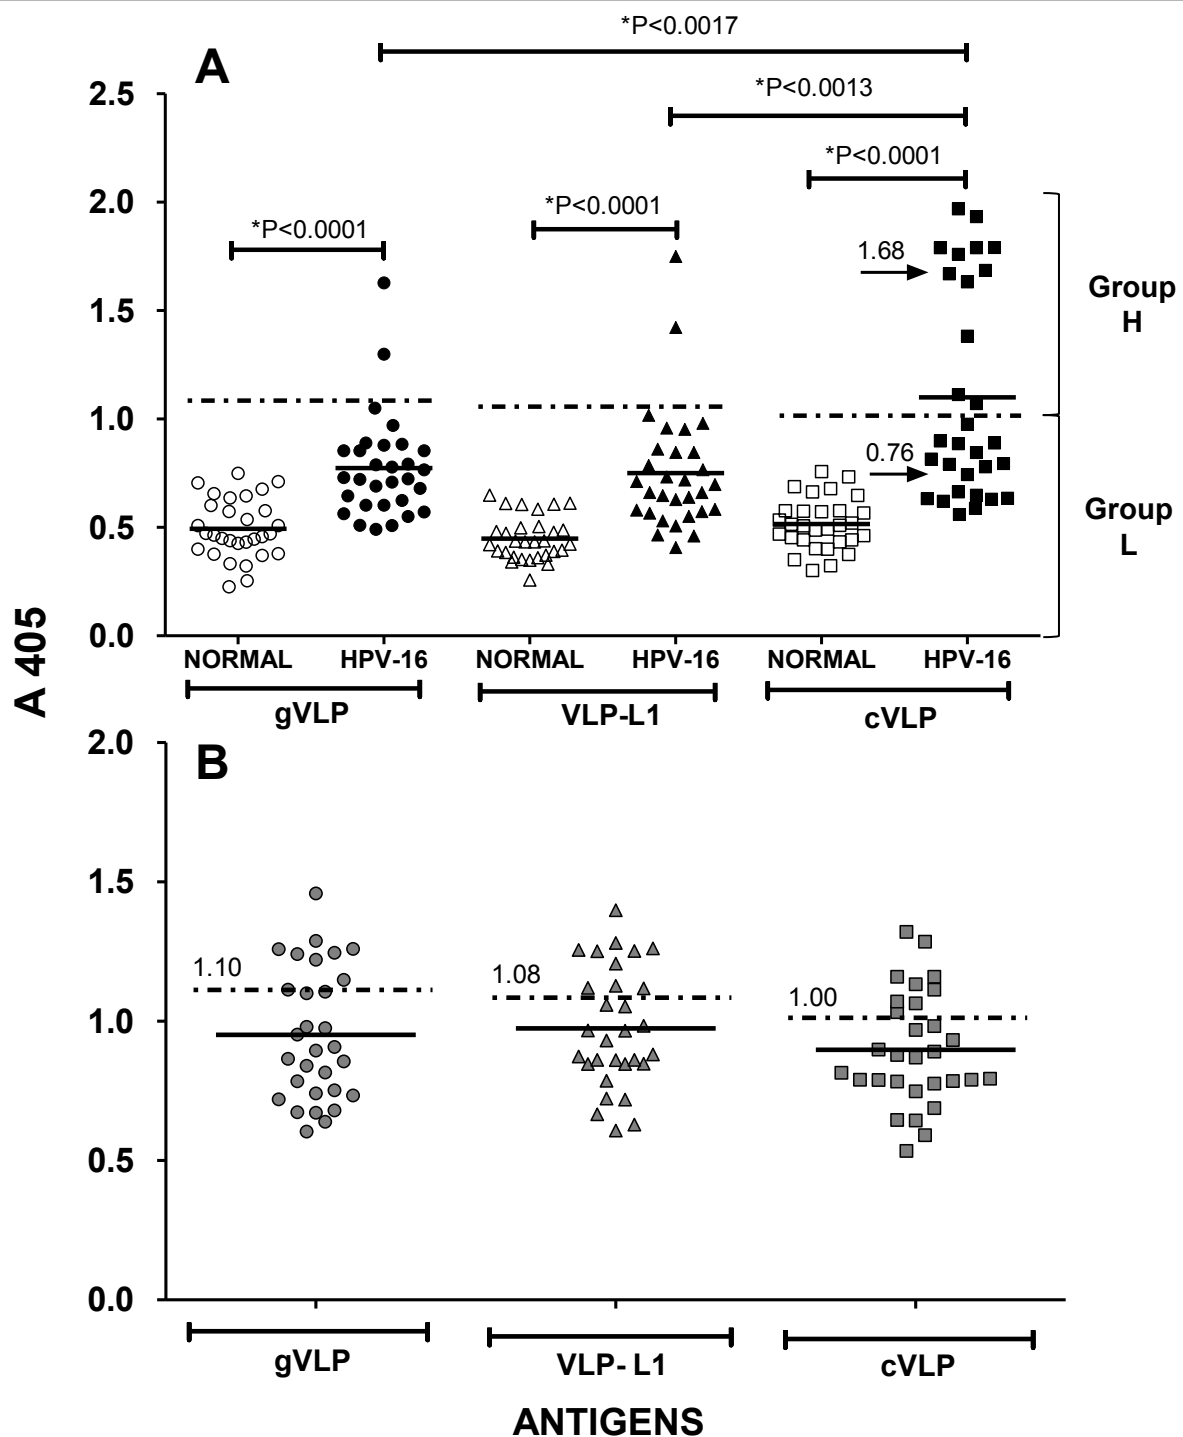 *P<0.0017
A
*P<0.0013
2.5
*P<0.0001
2.0
*P<0.0001
*P<0.0001
1.68
Group
H
1.5
1.0
0.76
Group
L
0.5
0.0
A 405
NORMAL HPV-16 NORMAL HPV-16 NORMAL HPV-16
gVLP VLP-L1 cVLP
B
2.0
1.5
1.10 1.08 1.00
1.0
0.5
0.0
gVLP VLP- L1 cVLP
ANTIGENS